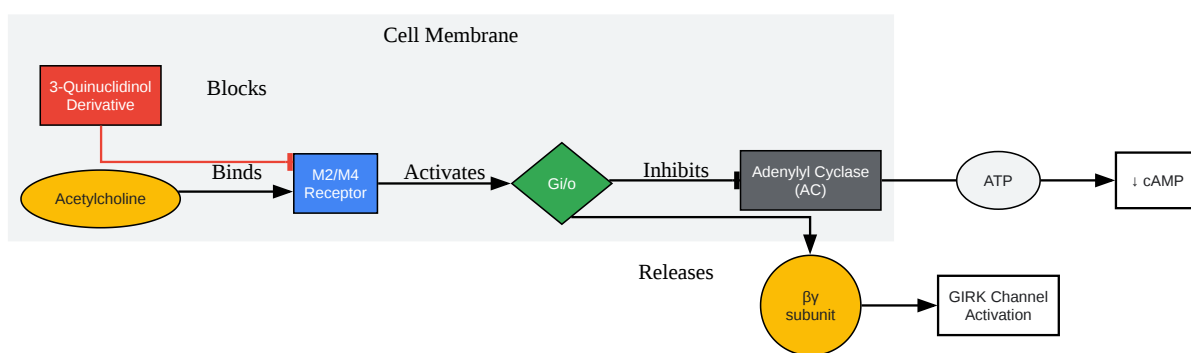 Cell Membrane
3-Quinuclidinol
Derivative
Blocks
Binds
Acetylcholine
M2/M4
Receptor
Activates
Gi/o
Inhibits
Adenylyl Cyclase
(AC)
ATP
↓ cAMP
Releases
βγ
subunit
GIRK Channel
Activation